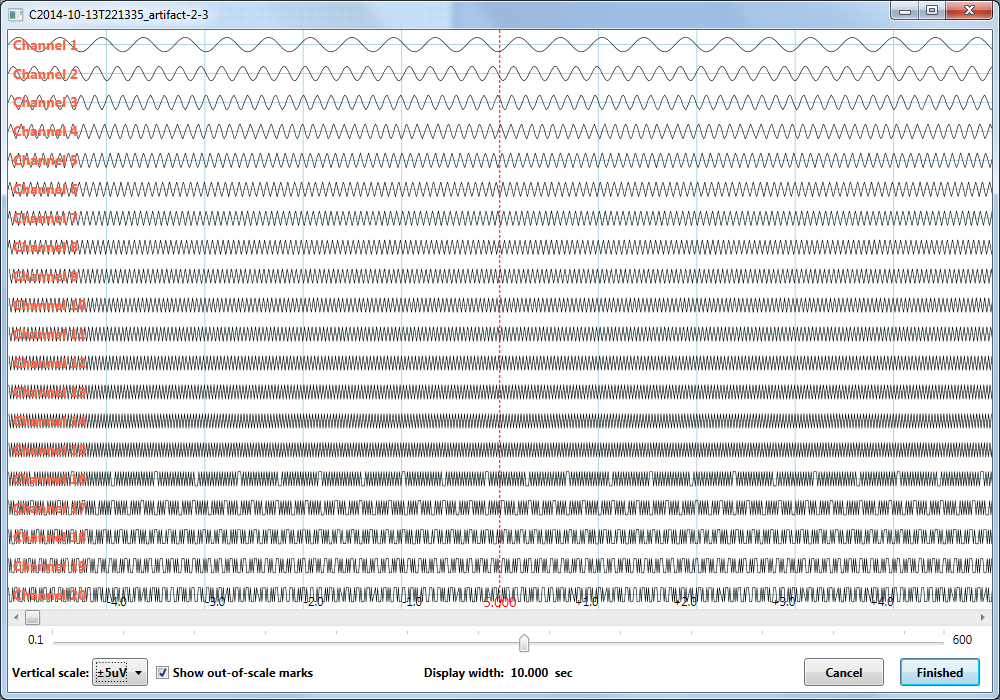 C2014-10-13T221335_artifact-2-3
Channel 1
Channel 2
Channel 3
Channel 4
Channel 5
Channel 6
Channel 7
Channel 8
Channel 9
Channel 10
Channel 11
Channel 12
Channel 13
Channel 14
Channel 15
Channel 16
Channel 17
Channel 18
Channel 19
Channel 20
-4.0 -3.0 -2.0 -1.0 5.000 +1.0 +2.0 +3.0 +4.0
0.1 600
Vertical scale: ±5uV Show out-of-scale marks Display width: 10.000 sec Cancel Finished